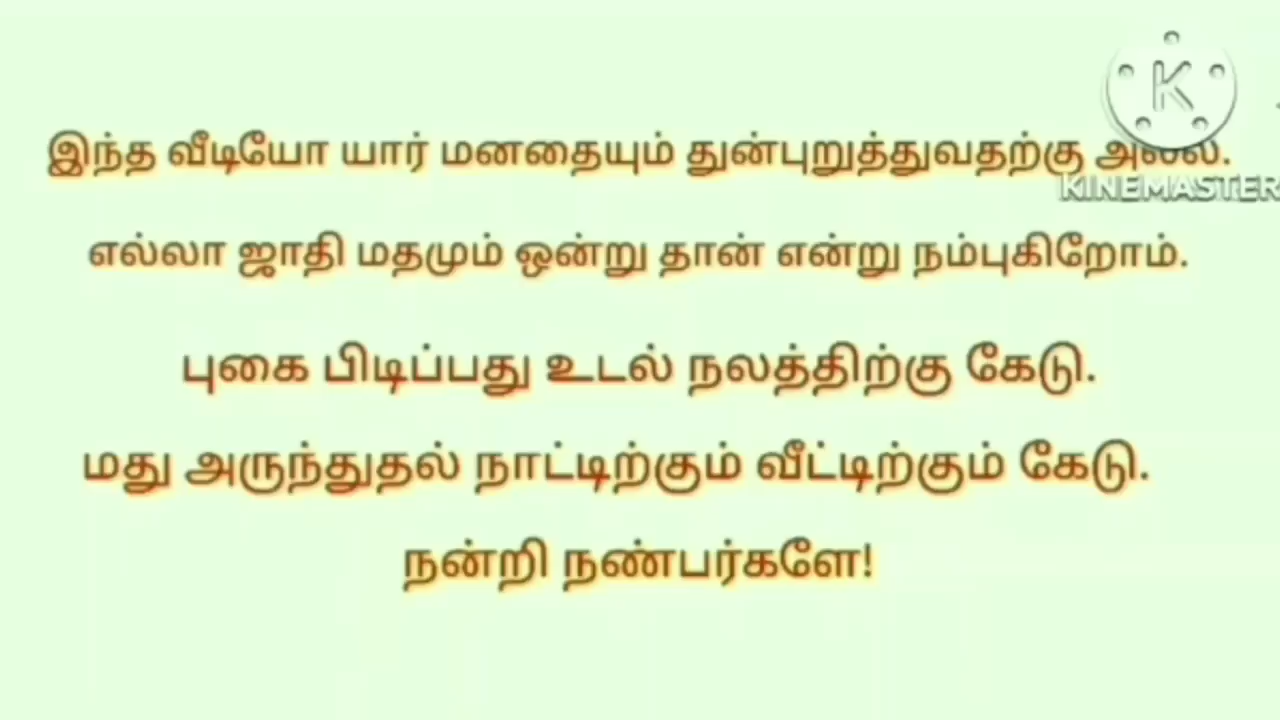 இந்த வீடியோ யார் மனதையும் துன்புறுத்துவதற்கு அல்ல.
KINEMASTER
எல்லா ஜாதி மதமும் ஒன்று தான் என்று நம்புகிறோம்.
புகை பிடிப்பது உடல் நலத்திற்கு கேடு.
மது அருந்துதல் நாட்டிற்கும் வீட்டிற்கும் கேடு.
நன்றி நண்பர்களே!